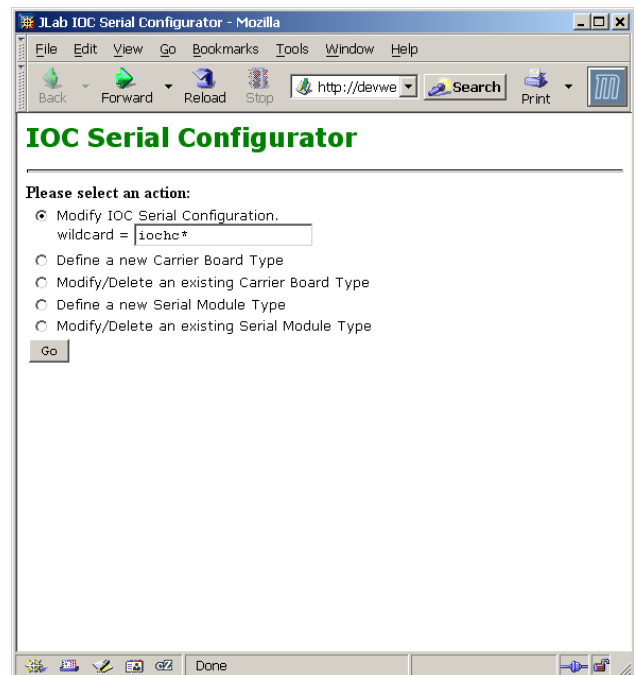 JLab IOC Serial Configurator - Mozilla
File Edit View Go Bookmarks Tools Window Help
Back Forward Reload Stop http://devwe Search Print
IOC Serial Configurator
Please select an action:
Modify IOC Serial Configuration.
wildcard = iochc*
Define a new Carrier Board Type
Modify/Delete an existing Carrier Board Type
Define a new Serial Module Type
Modify/Delete an existing Serial Module Type
Go
Done